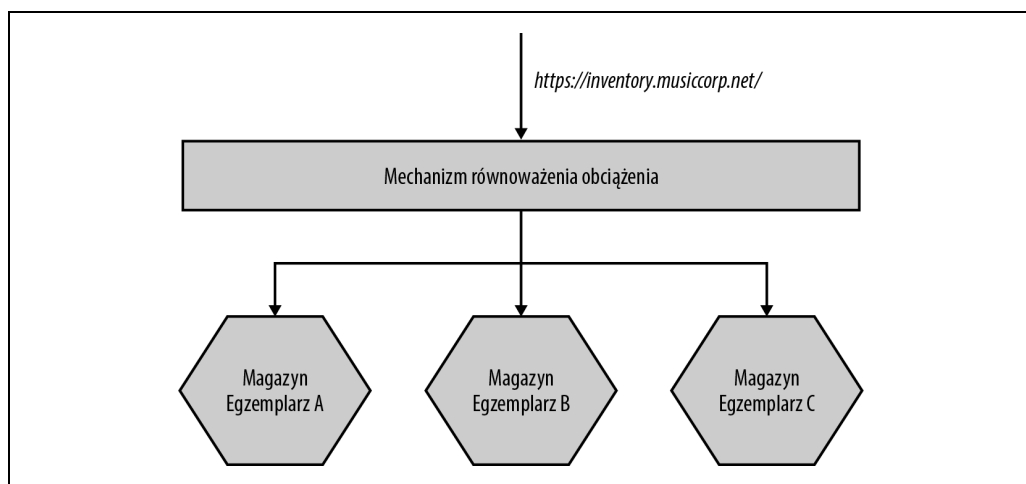 https://inventory.musiccorp.net/
Mechanizm równoważenia obciążenia
Magazyn
Egzemplarz A
Magazyn
Egzemplarz B
Magazyn
Egzemplarz C